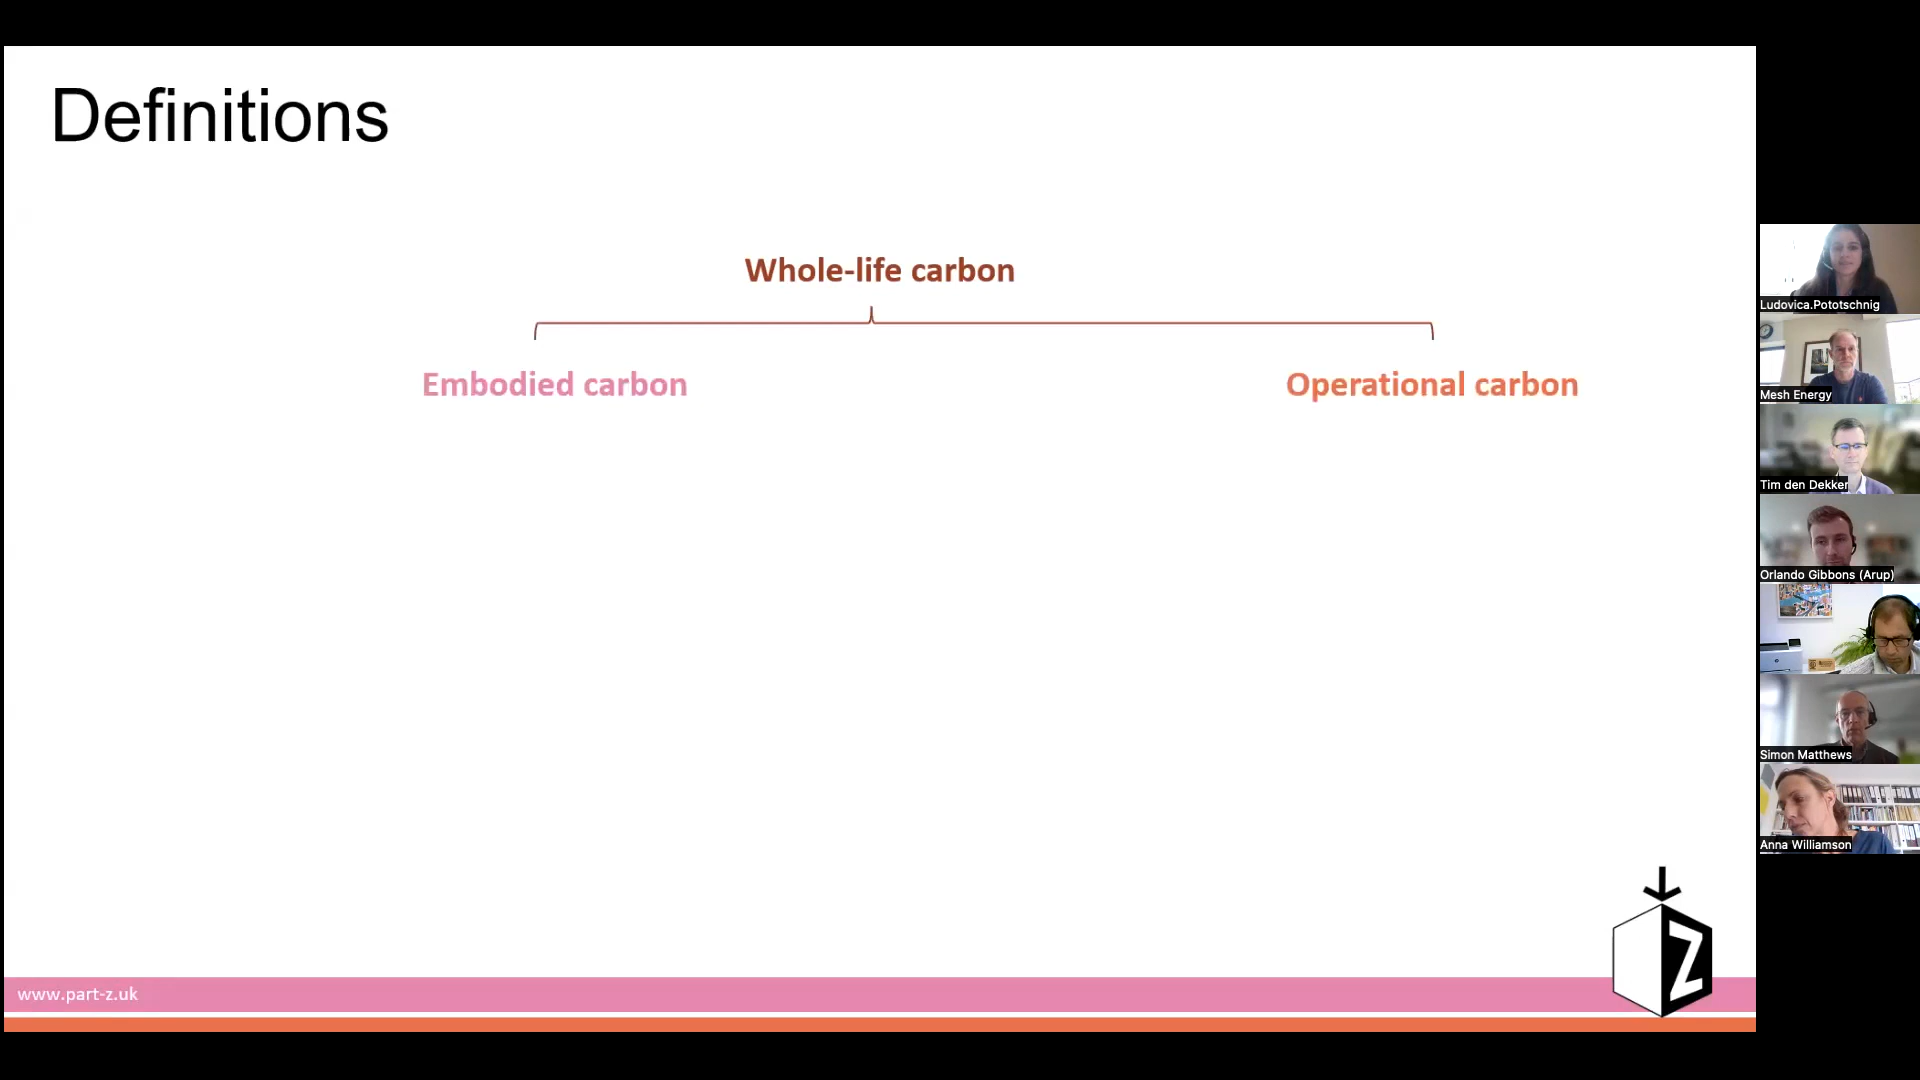 Definitions
Whole-life carbon
Embodied carbon
Operational carbon
www.part-z.uk
Z
Ludovica.Pototschnig
Mesh Energy
Tim den Dekker
Orlando Gibbons (Arup)
Simon Matthews
Anna Williamson